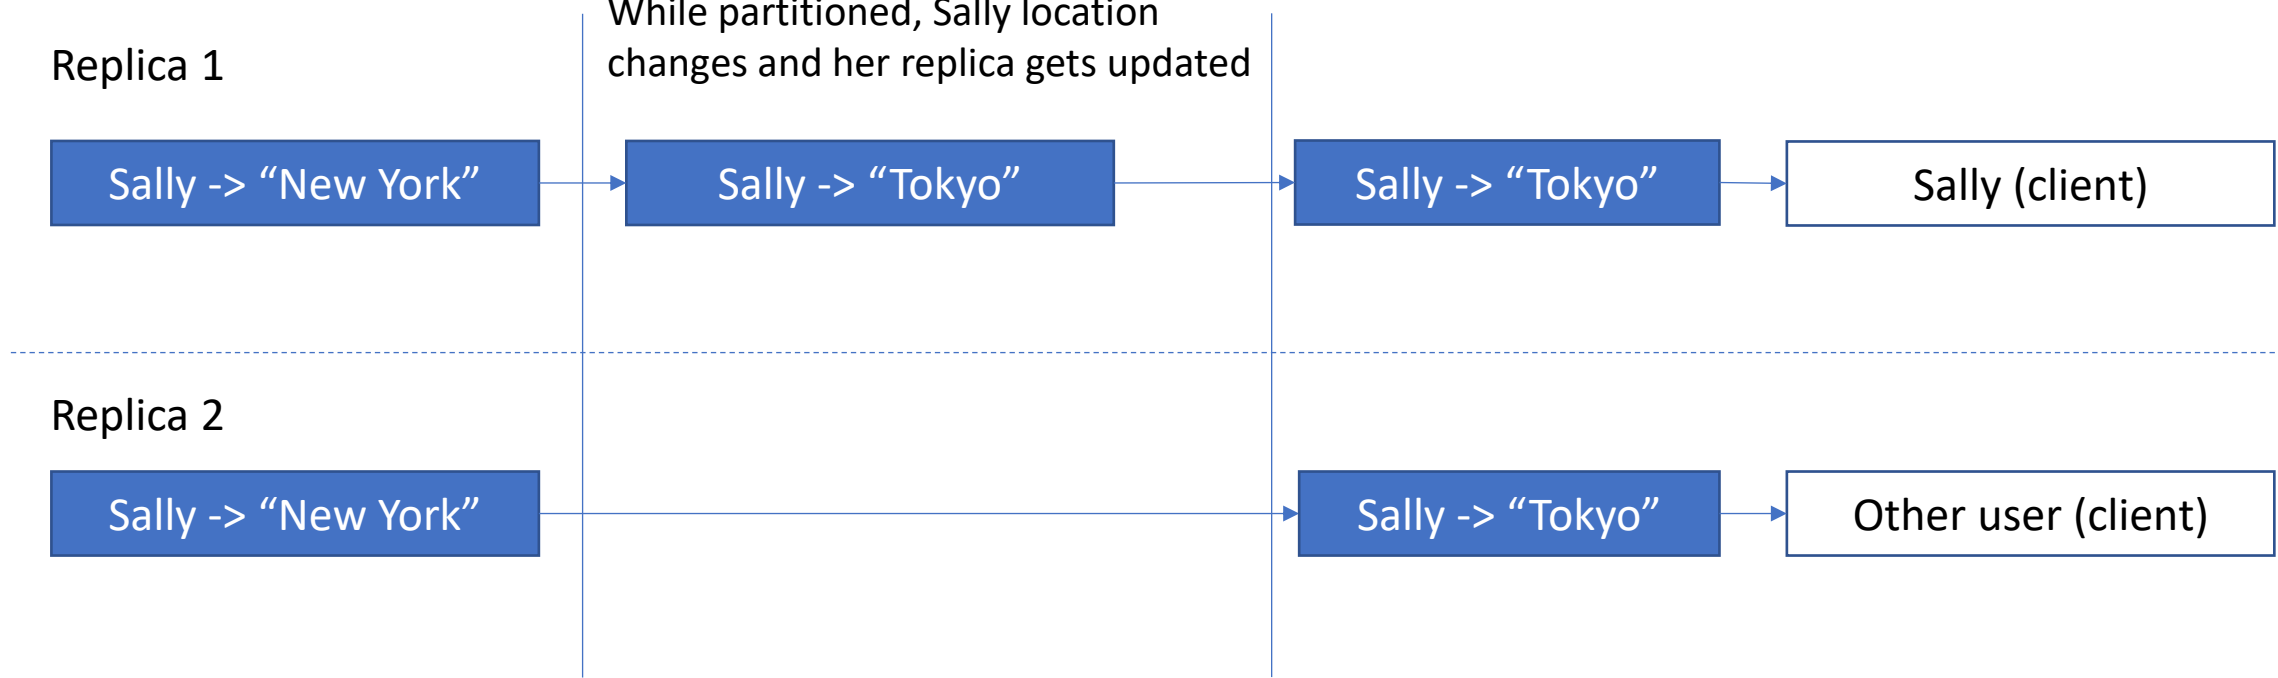 While partitioned, Sally location
changes and her replica gets updated
Replica 1
Sally -> “New York”
Sally -> “Tokyo”
Sally -> “Tokyo”
Sally (client)
Replica 2
Sally -> “New York”
Sally -> “Tokyo”
Other user (client)